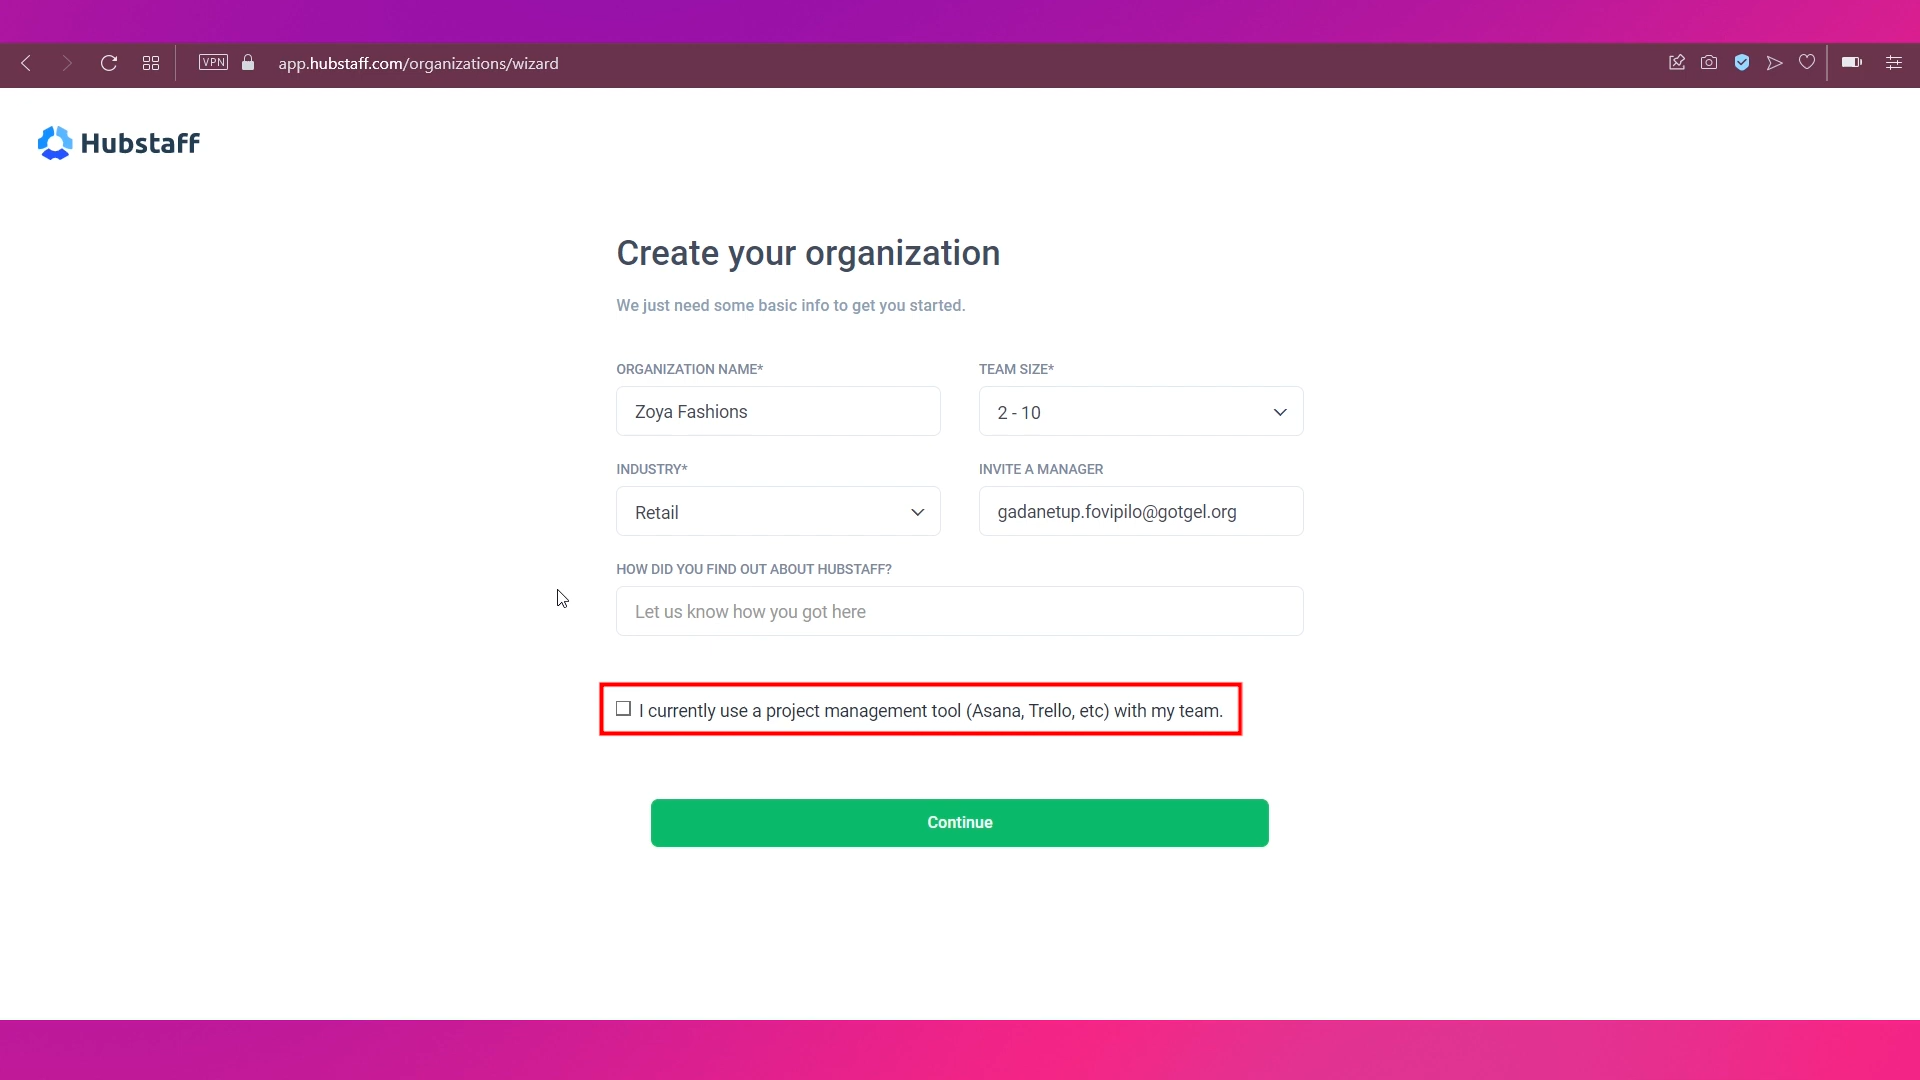 VPN
app.hubstaff.com/organizations/wizard
Hubstaff
Create your organization
We just need some basic info to get you started.
ORGANIZATION NAME*
TEAM SIZE*
Zoya Fashions
2 - 10
INDUSTRY*
INVITE A MANAGER
Retail
gadanetup.fovipilo@gotgel.org
HOW DID YOU FIND OUT ABOUT HUBSTAFF?
Let us know how you got here
I currently use a project management tool (Asana, Trello, etc) with my team.
Continue